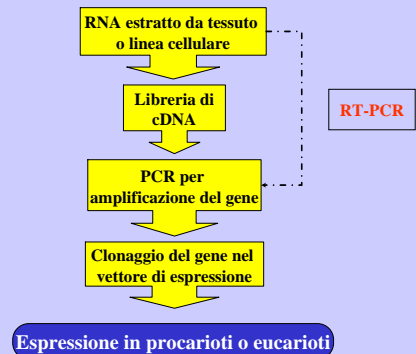 RNA estratto da tessuto
o linea cellulare
Libreria di
cDNA
RT-PCR
PCR per
amplificazione del gene
Clonaggio del gene nel
vettore di espressione
Espressione in procarioti o eucarioti